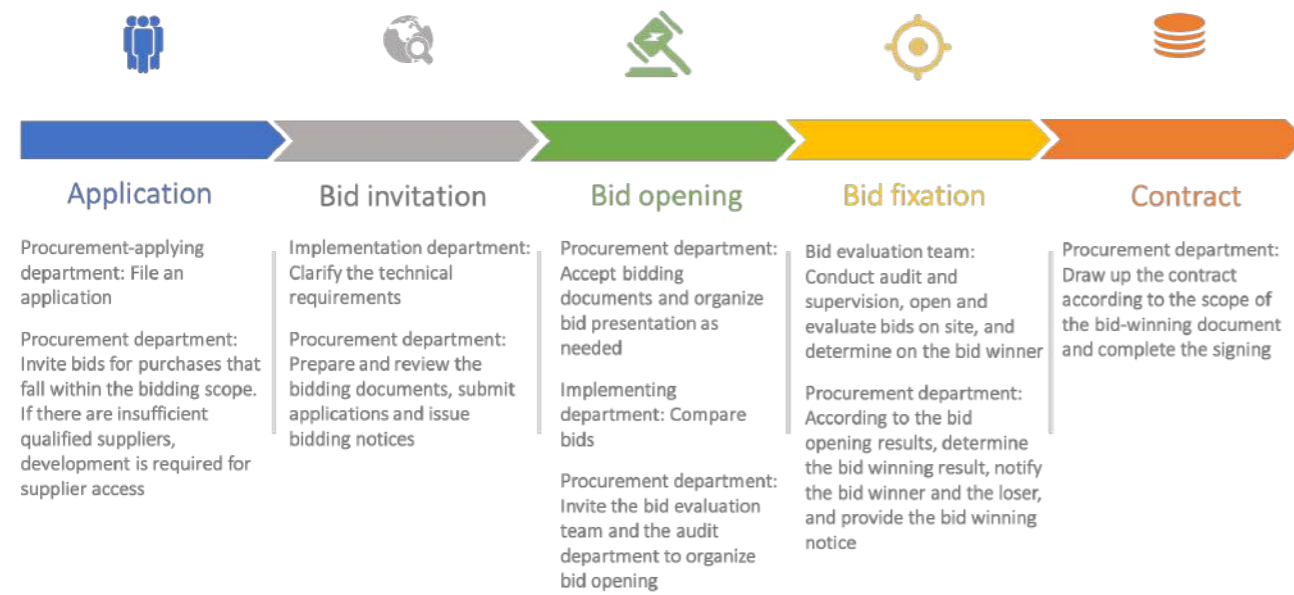 Application
Procurement-applying
department: File an
application
Procurement department:
Invite bids for purchases that
fall within the bidding scope.
If there are insufficient
qualified suppliers,
development is required for
supplier access
Bid invitation
Implementation department:
Clarify the technical
requirements
Procurement department:
Prepare and review the
bidding documents, submit
applications and issue
bidding notices
Bid opening
Procurement department:
Accept bidding
documents and organize
bid presentation as
needed
Implementing
department: Compare
bids
Procurement department:
Invite the bid evaluation
team and the audit
department to organize
bid opening
Bid fixation
Bid evaluation team:
Conduct audit and
supervision, open and
evaluate bids on site, and
determine on the bid winner
Procurement department:
According to the bid
opening results, determine
the bid winning result, notify
the bid winner and the loser,
and provide the bid winning
notice
Contract
Procurement department:
Draw up the contract
according to the scope of
the bid-winning document
and complete the signing